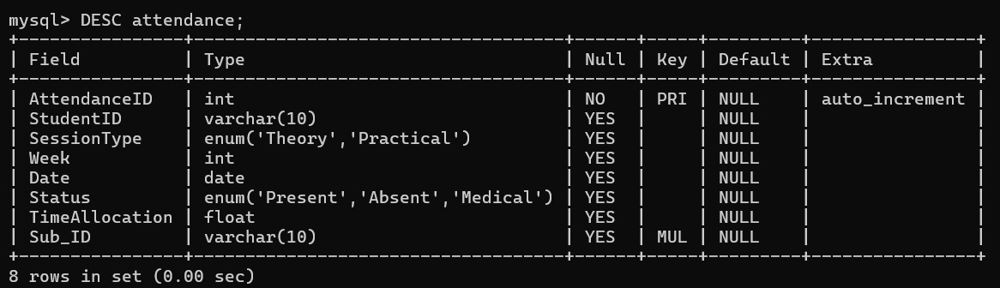 mysql> DESC attendance;
+---------------+------------------------------------+------+-----+---------+----------------+
| Field         | Type                               | Null | Key | Default | Extra          |
+---------------+------------------------------------+------+-----+---------+----------------+
| AttendanceID  | int                                | NO   | PRI | NULL    | auto_increment |
| StudentID     | varchar(10)                        | YES  |     | NULL    |                |
| SessionType   | enum('Theory','Practical')         | YES  |     | NULL    |                |
| Week          | int                                | YES  |     | NULL    |                |
| Date          | date                               | YES  |     | NULL    |                |
| Status        | enum('Present','Absent','Medical') | YES  |     | NULL    |                |
| TimeAllocation | float                              | YES  |     | NULL    |                |
| Sub_ID        | varchar(10)                        | YES  | MUL | NULL    |                |
+---------------+------------------------------------+------+-----+---------+----------------+
8 rows in set (0.00 sec)